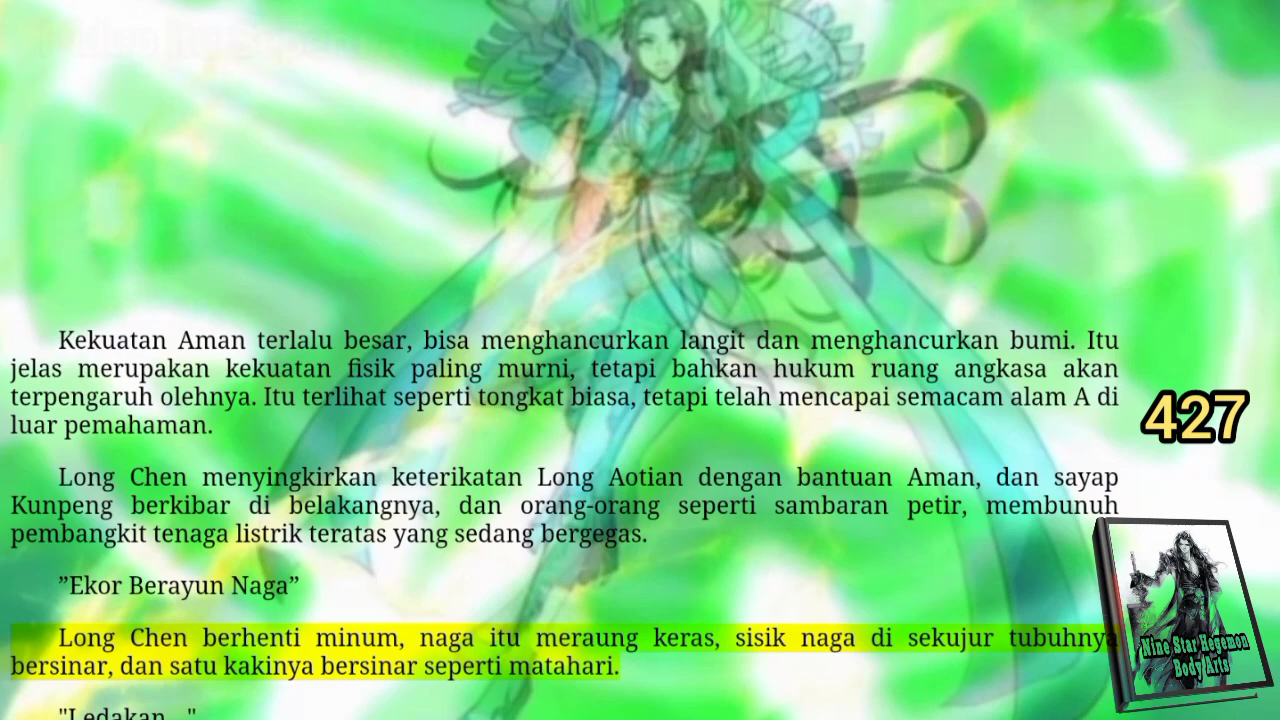 Kekuatan Aman terlalu besar, bisa menghancurkan langit dan menghancurkan bumi. Itu
jelas merupakan kekuatan fisik paling murni, tetapi bahkan hukum ruang angkasa akan
terpengaruh olehnya. Itu terlihat seperti tongkat biasa, tetapi telah mencapai semacam alam A di
luar pemahaman.
Long Chen menyingkirkan keterikatan Long Aotian dengan bantuan Aman, dan sayap
Kunpeng berkibar di belakangnya, dan orang-orang seperti sambaran petir, membunuh
pembangkit tenaga listrik teratas yang sedang bergegas.
”Ekor Berayun Naga”
Long Chen berhenti minum, naga itu meraung keras, sisik naga di sekujur tubuhnya
bersinar, dan satu kakinya bersinar seperti matahari.
"Ledakan..."
427
Nine Star Hegemon
Body Arts